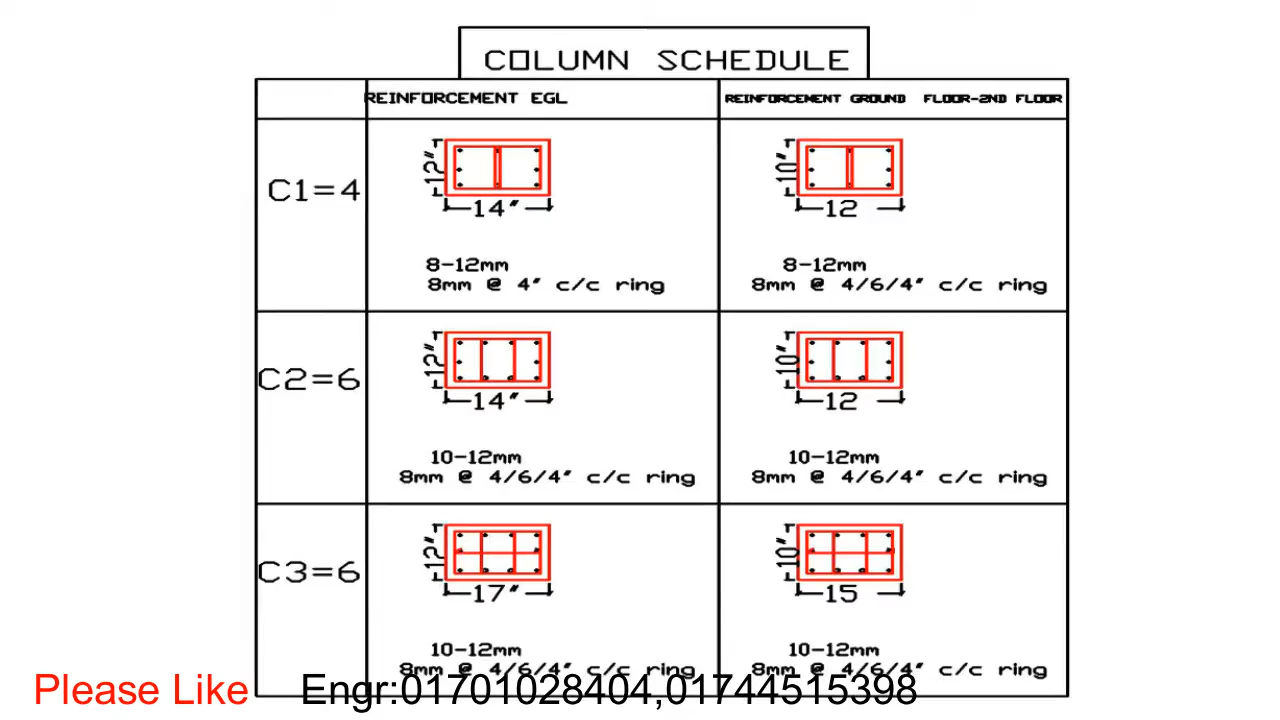 COLUMN SCHEDULE
REINFORCEMENT EGL
REINFORCEMENT GROUND FLOOR-2ND FLOOR
C1=4
12"
14"
8-12mm
8mm @ 4" c/c ring
10"
12
8-12mm
8mm @ 4/6/4" c/c ring
C2=6
12"
14"
10-12mm
8mm @ 4/6/4" c/c ring
10"
12
10-12mm
8mm @ 4/6/4" c/c ring
C3=6
12"
17"
10-12mm
8mm @ 4/6/4" c/c ring
10"
15
10-12mm
8mm @ 4/6/4" c/c ring
Please Like Engr:01701028404,01744515398